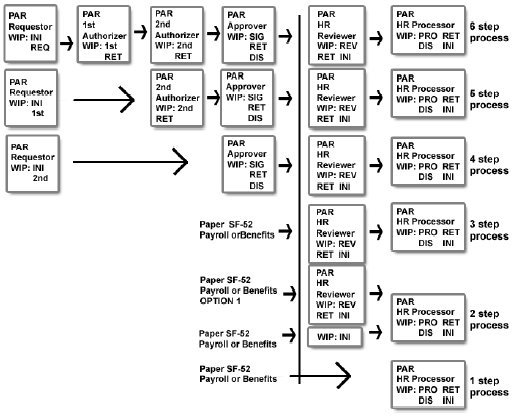 PAR
Requestor
WIP: INI
REQ
PAR
1st
Authorizer
WIP: 1st
RET
PAR
2nd
Authorizer
WIP: 2nd
RET
PAR
Approver
WIP: SIG
RET
DIS
PAR
HR
Reviewer
WIP: REV
RET INI
PAR
HR Processor
WIP: PRO RET
DIS INI
6 step
process
PAR
Requestor
WIP: INI
1st
PAR
2nd
Authorizer
WIP: 2nd
RET
PAR
Approver
WIP: SIG
RET
DIS
PAR
HR
Reviewer
WIP: REV
RET INI
PAR
HR Processor
WIP: PRO RET
DIS INI
5 step
process
PAR
Requestor
WIP: INI
2nd
PAR
Approver
WIP: SIG
RET
DIS
PAR
HR
Reviewer
WIP: REV
RET INI
PAR
HR Processor
WIP: PRO RET
DIS INI
4 step
process
Paper SF-52
Payroll orBenefits
PAR
HR
Reviewer
WIP: REV
RET INI
PAR
HR Processor
WIP: PRO RET
DIS INI
3 step
process
Paper SF-52
Payroll or Benefits
OPTION 1
PAR
HR
Reviewer
WIP: REV
RET INI
Paper SF-52
Payroll or Benefits
WIP: INI
PAR
HR Processor
WIP: PRO RET
DIS INI
2 step
process
Paper SF-52
Payroll or Benefits
PAR
HR Processor
WIP: PRO RET
DIS INI
1 step
process